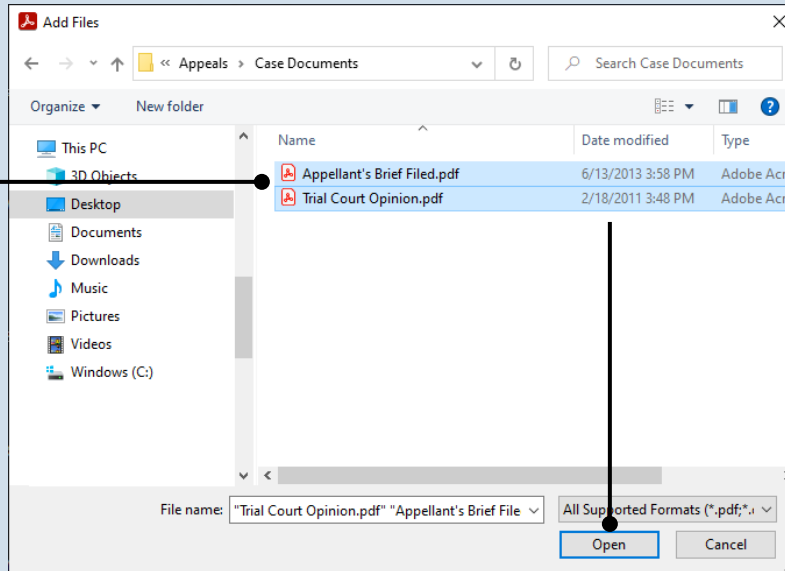 Add Files
« Appeals › Case Documents
Search Case Documents
Organize
New folder
Name
Date modified
Type
This PC
3D Objects
Desktop
Documents
Downloads
Music
Pictures
Videos
Windows (C:)
Appellant's Brief Filed.pdf 6/13/2013 3:58 PM Adobe Acr
Trial Court Opinion.pdf 2/18/2011 3:48 PM Adobe Acr
File name: "Trial Court Opinion.pdf" "Appellant's Brief File
All Supported Formats (*.pdf;*.
Open
Cancel